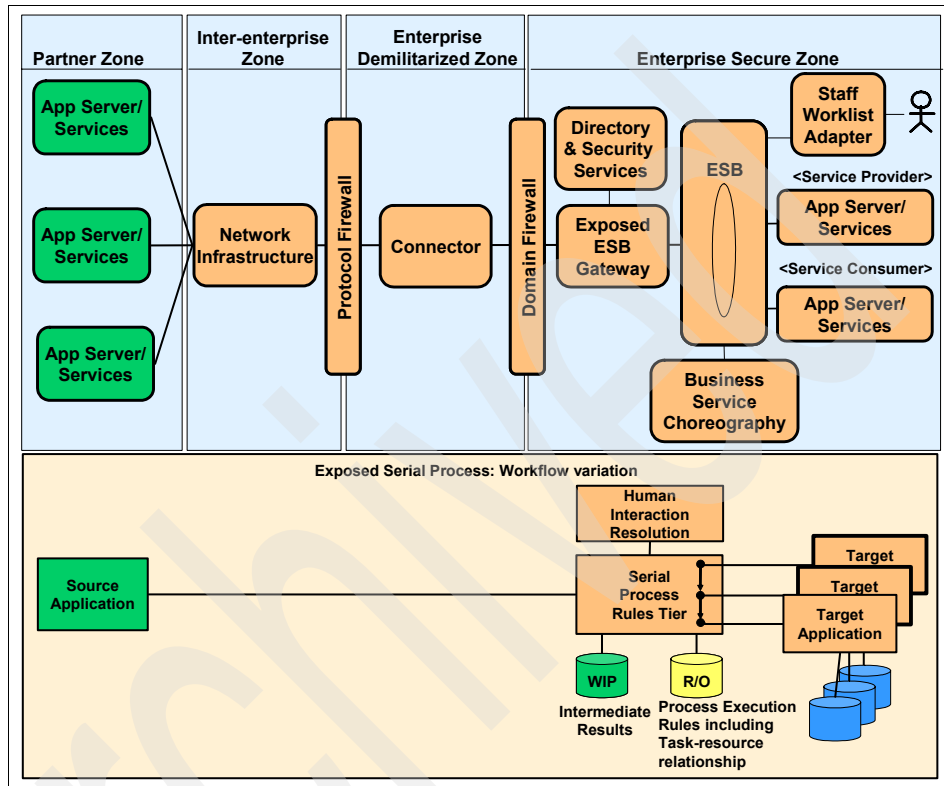 Partner Zone
Inter-enterprise
Zone
Enterprise
Demilitarized Zone
Enterprise Secure Zone
App Server/
Services
App Server/
Services
App Server/
Services
Network
Infrastructure
Protocol Firewall
Connector
Domain Firewall
Directory
& Security
Services
Exposed
ESB
Gateway
ESB
Staff
Worklist
Adapter
<Service Provider>
App Server/
Services
<Service Consumer>
App Server/
Services
Business
Service
Choreography
Exposed Serial Process: Workflow variation
Human
Interaction
Resolution
Source
Application
Serial
Process
Rules Tier
Target
Target
Target
Application
WIP
Intermediate
Results
R/O
Process Execution
Rules including
Task-resource
relationship